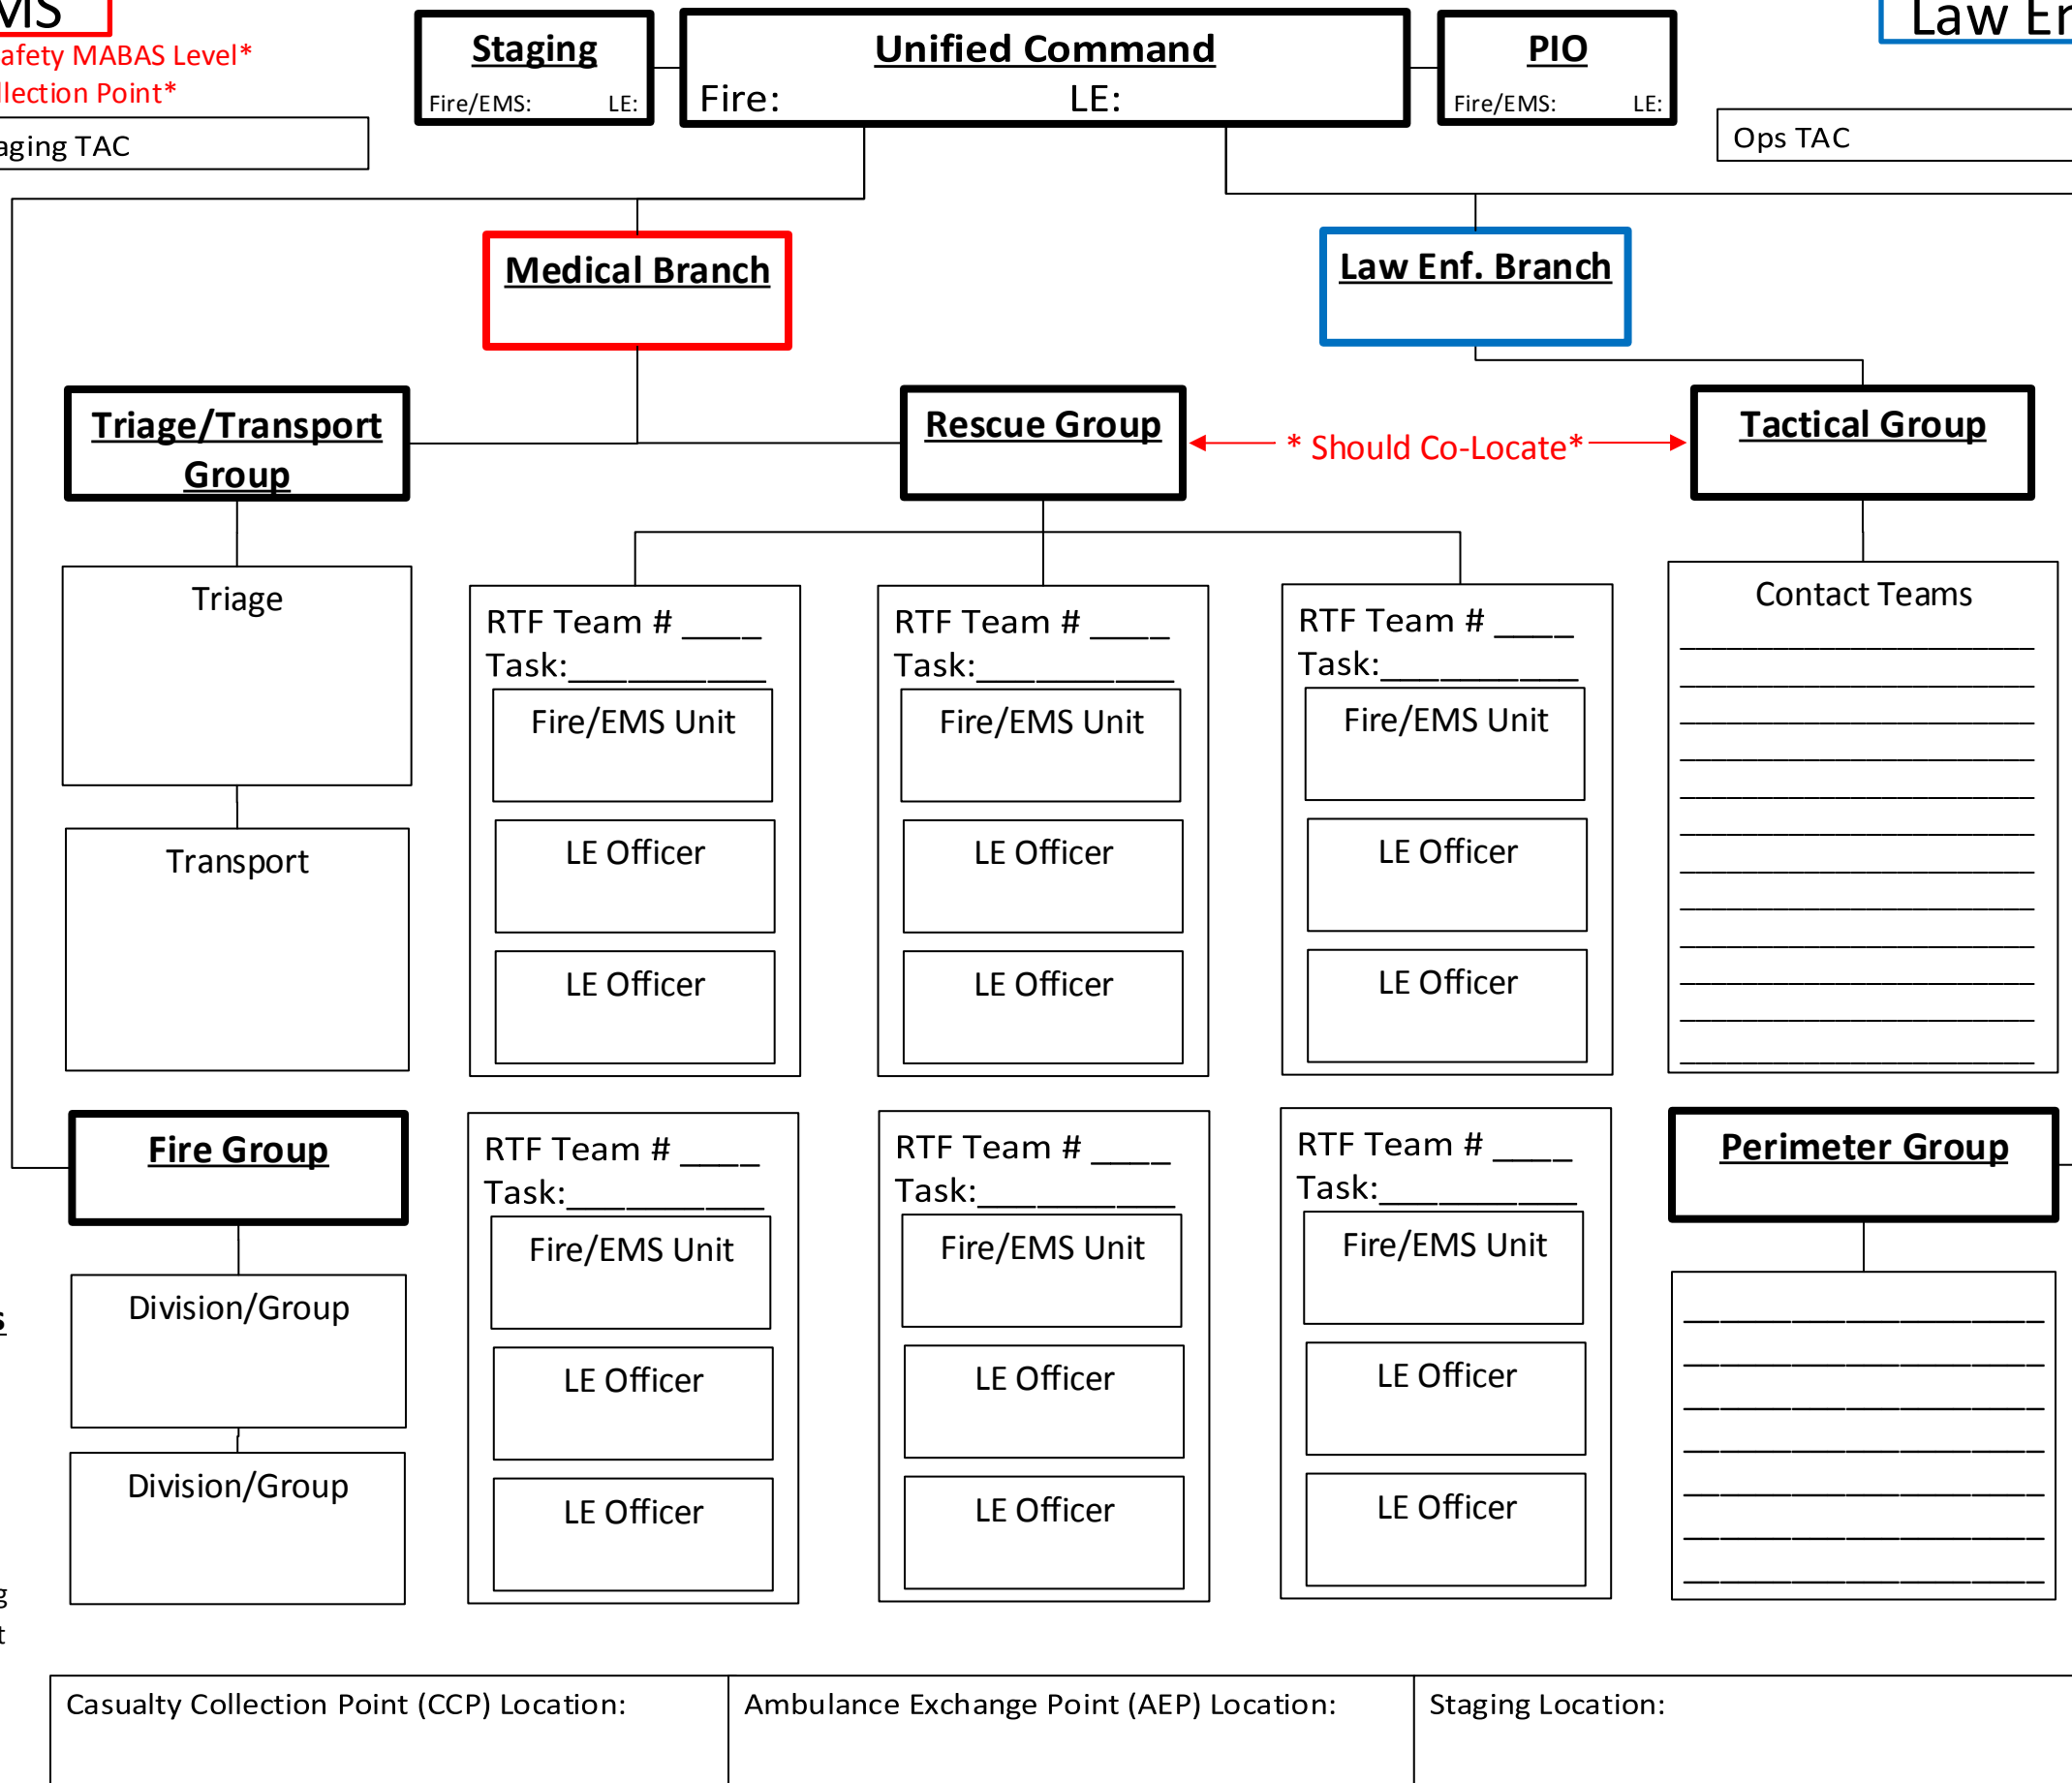 MS
Law En
Staging
Fire/EMS: LE:
Unified Command
Fire: LE:
PIO
Fire/EMS: LE:
afety MABAS Level*
llection Point*
aging TAC
Ops TAC
Medical Branch
Law Enf. Branch
Triage/Transport
Group
Rescue Group
* Should Co-Locate*
Tactical Group
Triage
Transport
RTF Team # ____
Task:__________
Fire/EMS Unit
LE Officer
LE Officer
RTF Team # ____
Task:__________
Fire/EMS Unit
LE Officer
LE Officer
RTF Team # ____
Task:__________
Fire/EMS Unit
LE Officer
LE Officer
Contact Teams
Fire Group
Division/Group
Division/Group
RTF Team # ____
Task:__________
Fire/EMS Unit
LE Officer
LE Officer
RTF Team # ____
Task:__________
Fire/EMS Unit
LE Officer
LE Officer
RTF Team # ____
Task:__________
Fire/EMS Unit
LE Officer
LE Officer
Perimeter Group
s
g
t
Casualty Collection Point (CCP) Location:
Ambulance Exchange Point (AEP) Location:
Staging Location: